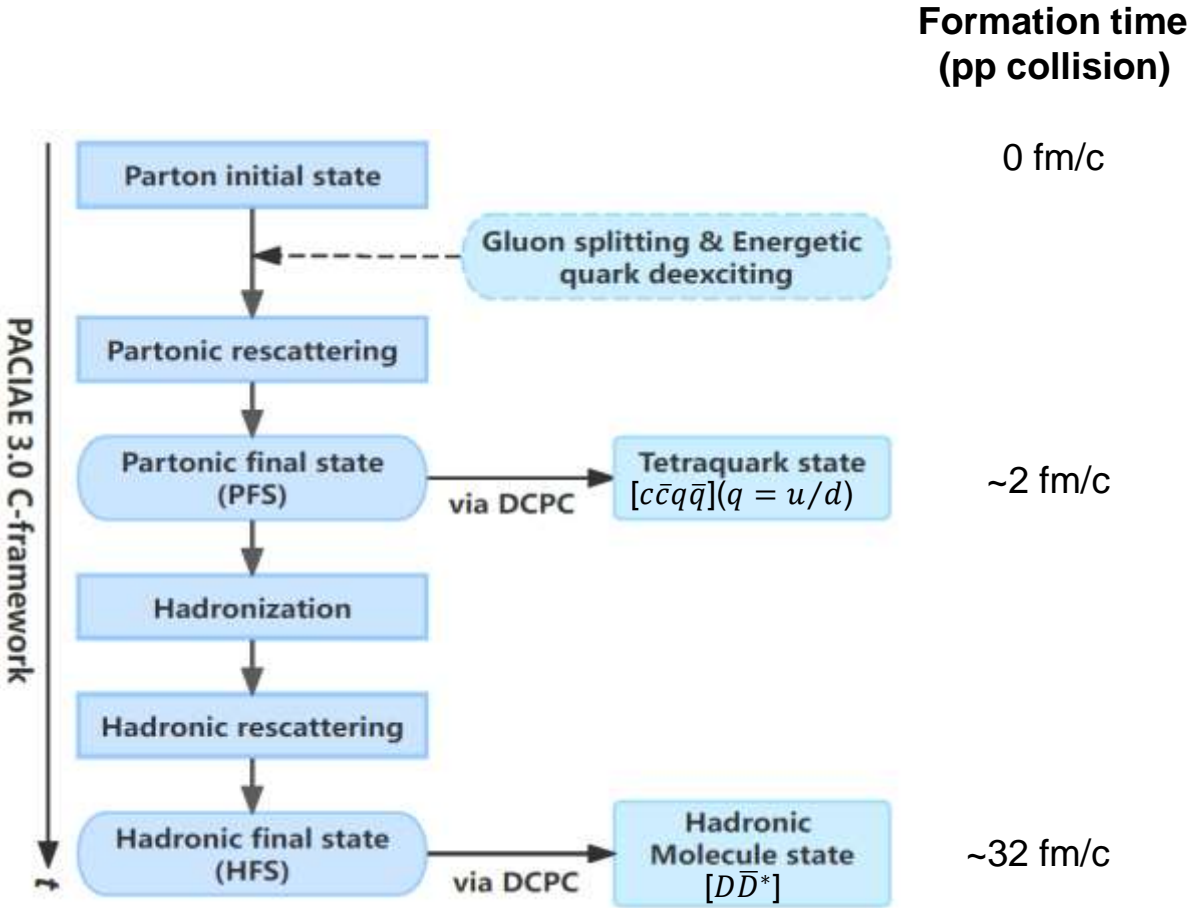 Formation time
(pp collision)
0 fm/c
Parton initial state
Gluon splitting & Energetic
quark deexciting
Partonic rescattering
PACIAE 3.0 C-framework
Partonic final state
(PFS)
via DCPC
Tetraquark state
[cc̄qq̄](q = u/d)
~2 fm/c
Hadronization
Hadronic rescattering
Hadronic final state
(HFS)
via DCPC
Hadronic
Molecule state
[DD̄*]
~32 fm/c
t